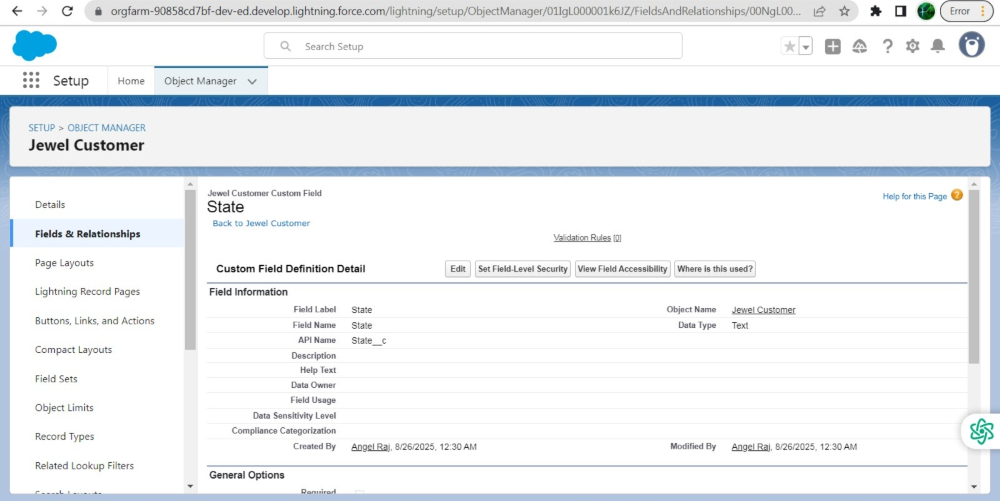 orgfarm-90858cd7bf-dev-ed.develop.lightning.force.com/lightning/setup/ObjectManager/01IgL000001k6JZ/FieldsAndRelationships/00NgL00...
Error
Search Setup
Setup
Home
Object Manager
SETUP > OBJECT MANAGER
Jewel Customer
Details
Fields & Relationships
Page Layouts
Lightning Record Pages
Buttons, Links, and Actions
Compact Layouts
Field Sets
Object Limits
Record Types
Related Lookup Filters
Search Layouts
Jewel Customer Custom Field
State
Help for this Page
Back to Jewel Customer
Validation Rules [0]
Custom Field Definition Detail
Edit
Set Field-Level Security
View Field Accessibility
Where is this used?
Field Information
Field Label State Object Name Jewel Customer
Field Name State Data Type Text
API Name State__c
Description
Help Text
Data Owner
Field Usage
Data Sensitivity Level
Compliance Categorization
Created By Angel Raj, 8/26/2025, 12:30 AM Modified By Angel Raj, 8/26/2025, 12:30 AM
General Options
Required